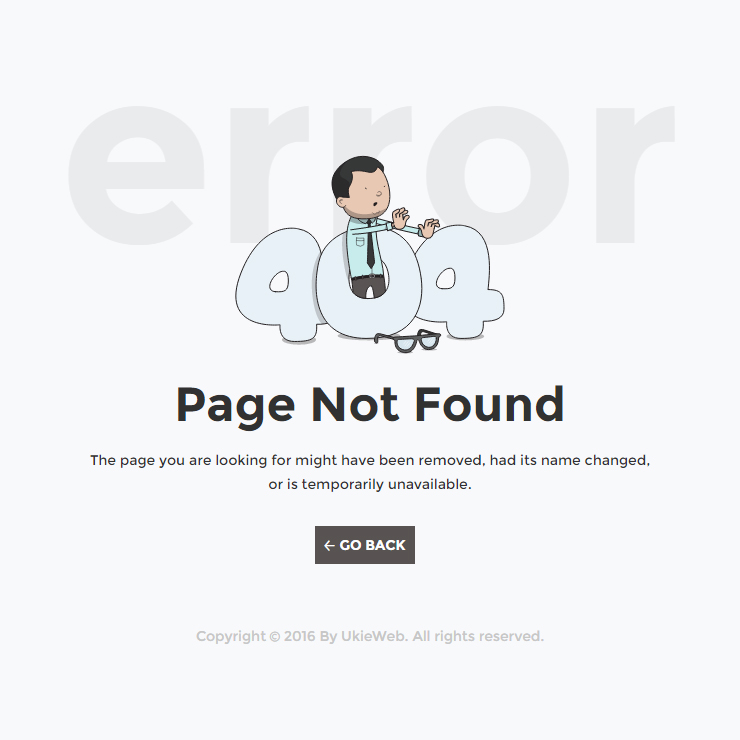 error
404
Page Not Found
The page you are looking for might have been removed, had its name changed,
or is temporarily unavailable.
← GO BACK
Copyright © 2016 By UkieWeb. All rights reserved.